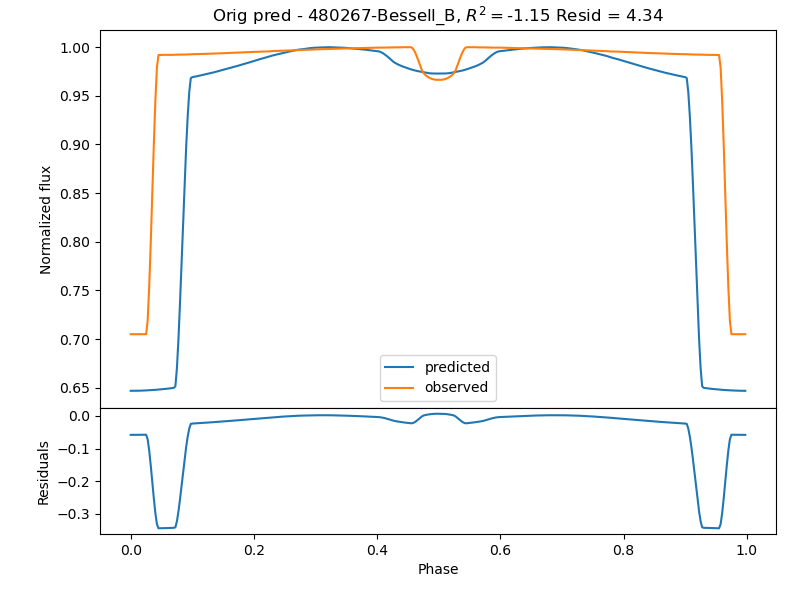 Orig pred - 480267-Bessell_B, R² = -1.15 Resid = 4.34
Normalized flux
1.00
0.95
0.90
0.85
0.80
0.75
0.70
0.65
predicted
observed
Residuals
0.0
−0.1
−0.2
−0.3
0.0 0.2 0.4 0.6 0.8 1.0
Phase